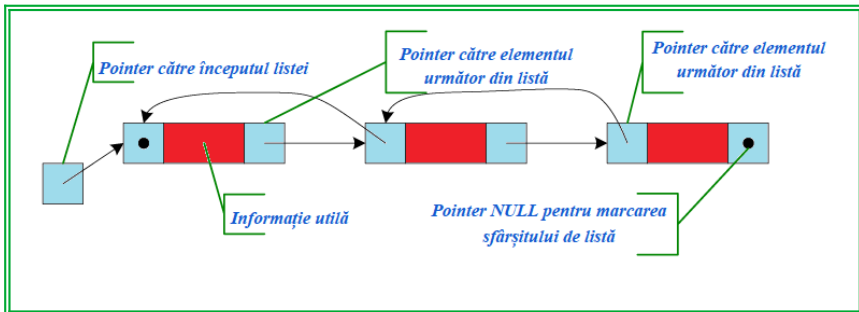 Pointer către începutul listei
Pointer către elementul
următor din listă
Pointer către elementul
următor din listă
Informație utilă
Pointer NULL pentru marcarea
sfârșitului de listă